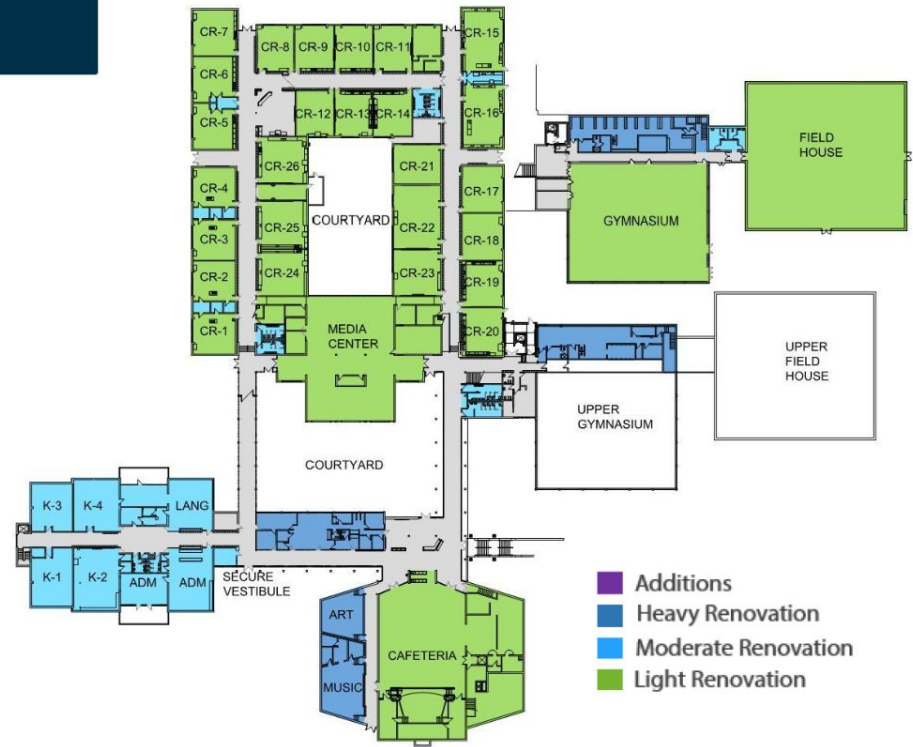 CR-7
CR-8
CR-9
CR-10
CR-11
CR-15
CR-6
CR-5
CR-12
CR-13
CR-14
CR-16
CR-26
CR-21
CR-4
CR-17
CR-3
CR-25
COURTYARD
CR-22
CR-18
CR-2
CR-24
CR-23
CR-19
CR-1
MEDIA
CENTER
CR-20
FIELD
HOUSE
GYMNASIUM
UPPER
FIELD
HOUSE
UPPER
GYMNASIUM
COURTYARD
K-3
K-4
LANG
K-1
K-2
ADM
ADM
SECURE
VESTIBULE
ART
MUSIC
CAFETERIA
Additions
Heavy Renovation
Moderate Renovation
Light Renovation